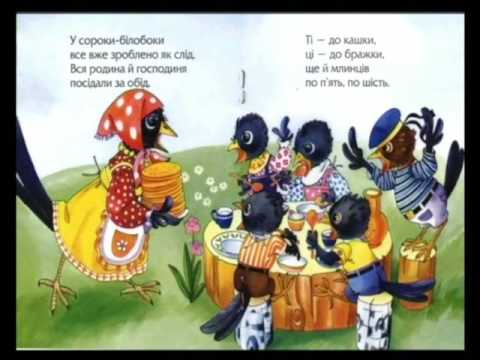 У сороки-білобоки
все вже зроблено як слід.
Вся родина й господиня
посідали за обід.
Ті – до кашки,
ці – до бражки,
ще й млинців
по п'ять, по шість.